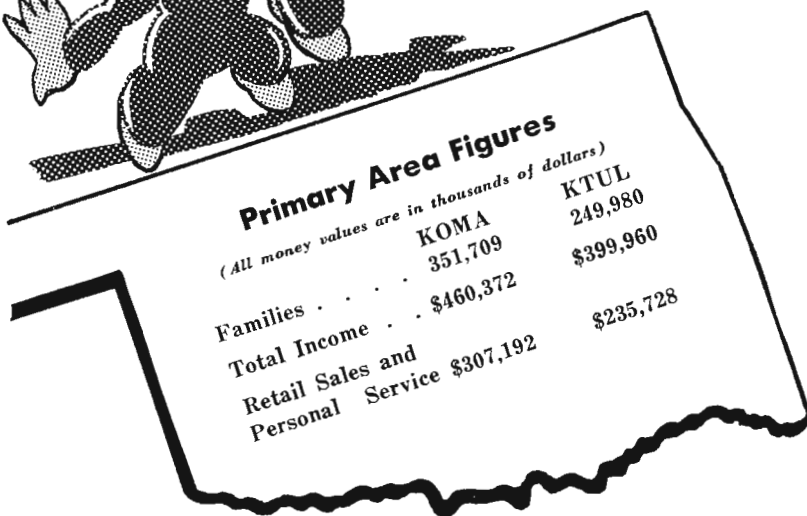 Primary Area Figures
(All money values are in thousands of dollars)
KOMA KTUL
Families . . . . 351,709 249,980
Total Income . . $460,372 $399,960
Retail Sales and
Personal Service $307,192 $235,728